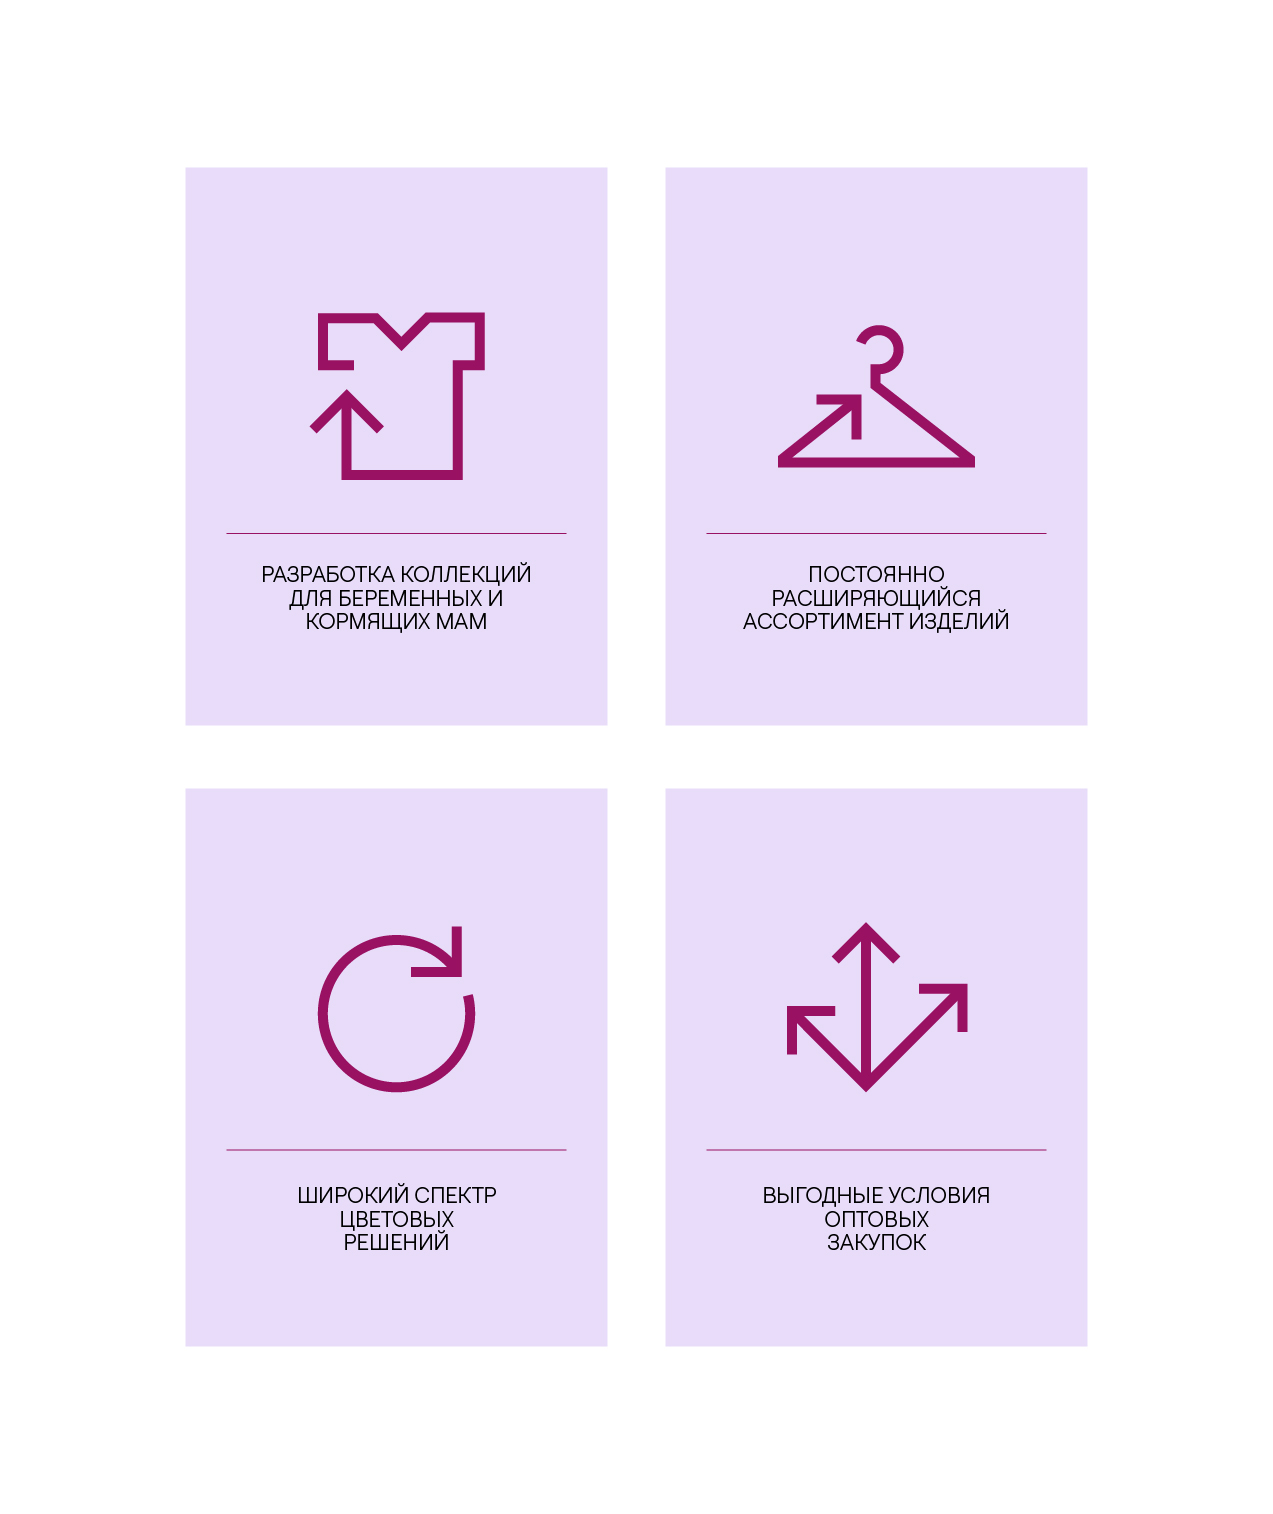 РАЗРАБОТКА КОЛЛЕКЦИЙ
ДЛЯ БЕРЕМЕННЫХ И
КОРМЯЩИХ МАМ
ПОСТОЯННО
РАСШИРЯЮЩИЙСЯ
АССОРТИМЕНТ ИЗДЕЛИЙ
ШИРОКИЙ СПЕКТР
ЦВЕТОВЫХ
РЕШЕНИЙ
ВЫГОДНЫЕ УСЛОВИЯ
ОПТОВЫХ
ЗАКУПОК